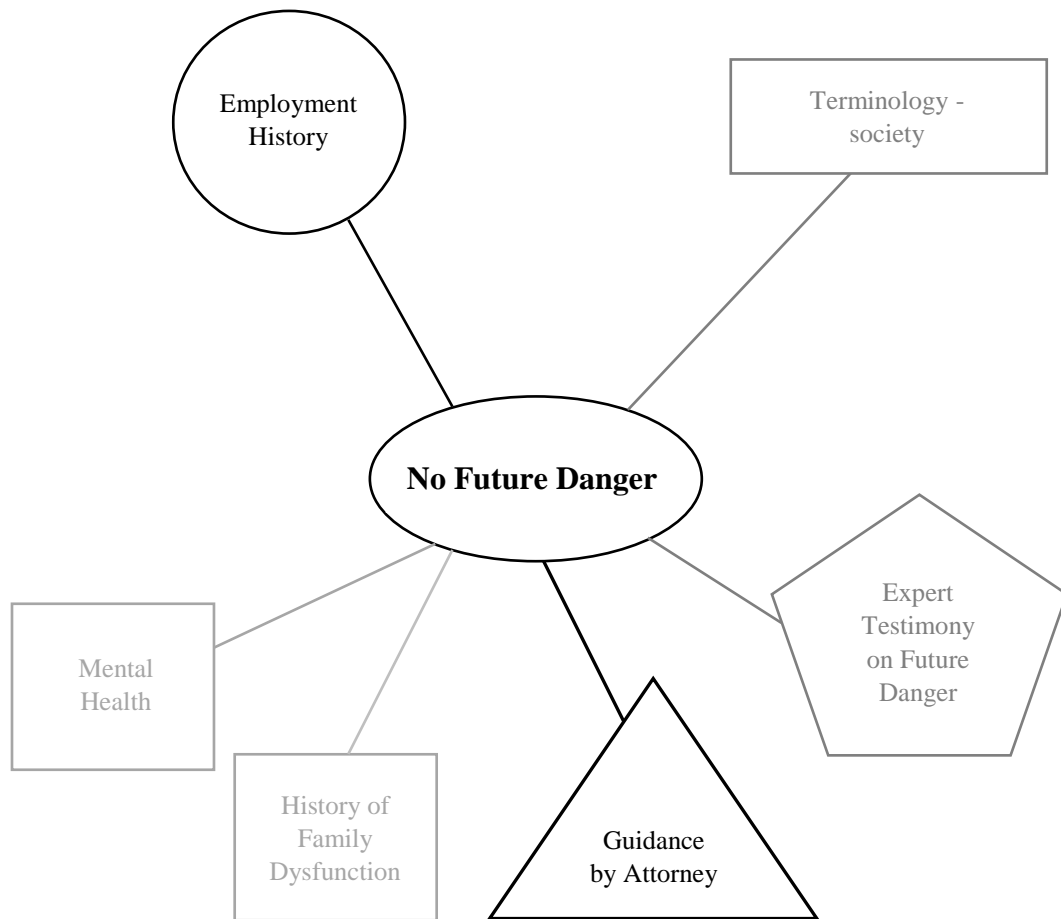 Employment
History
Terminology -
society
No Future Danger
Expert
Testimony
on Future
Danger
Mental
Health
History of
Family
Dysfunction
Guidance
by Attorney